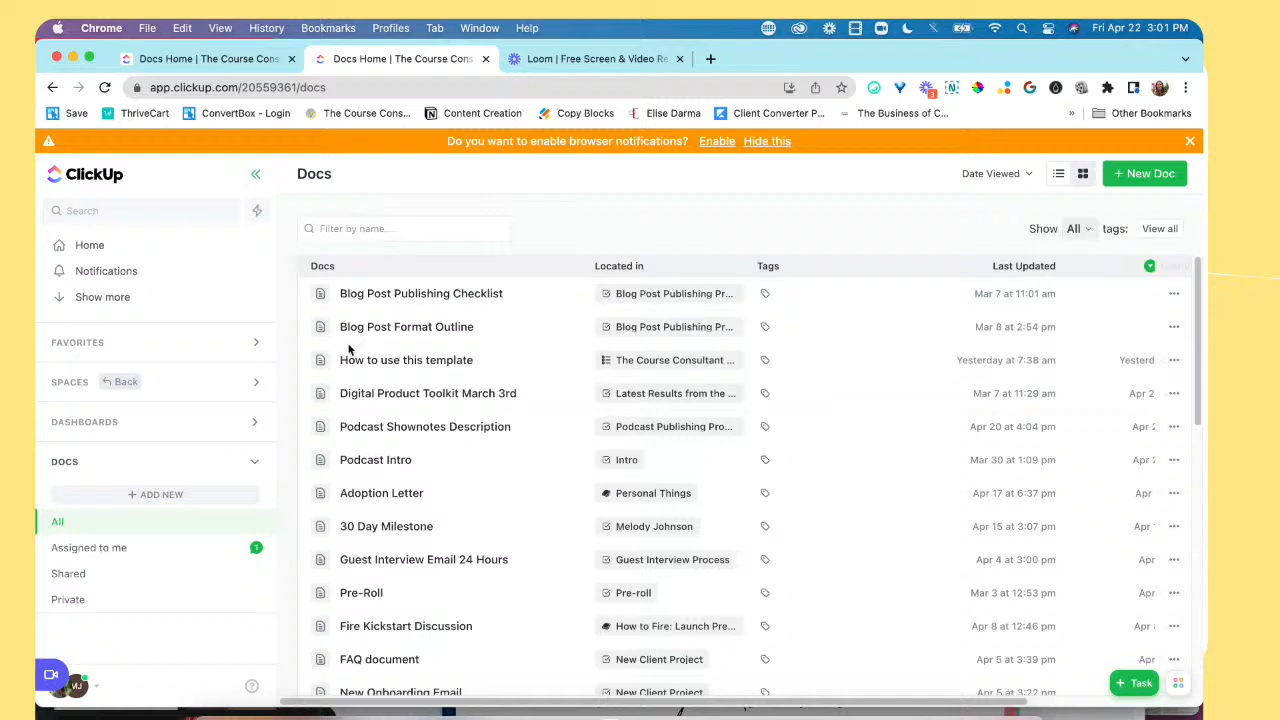 Chrome File Edit View History Bookmarks Profiles Tab Window Help Fri Apr 22 3:01 PM
Docs Home | The Course Cons Docs Home | The Course Cons Loom | Free Screen & Video Re
app.clickup.com/20559361/docs
Save ThriveCart ConvertBox - Login The Course Cons... Content Creation Copy Blocks Elise Darma Client Converter P... The Business of C... » Other Bookmarks
Do you want to enable browser notifications? Enable Hide this
ClickUp
Docs
Date Viewed
+ New Doc
Search
Filter by name...
Show All tags: View all
Home
Notifications
Show more
FAVORITES
SPACES Back
DASHBOARDS
DOCS
+ ADD NEW
All
Assigned to me 1
Shared
Private
Docs Located in Tags Last Updated
Blog Post Publishing Checklist Blog Post Publishing Pr... Mar 7 at 11:01 am
Blog Post Format Outline Blog Post Publishing Pr... Mar 8 at 2:54 pm
How to use this template The Course Consultant ... Yesterday at 7:38 am Yesterd
Digital Product Toolkit March 3rd Latest Results from the ... Mar 7 at 11:29 am Apr 2
Podcast Shownotes Description Podcast Publishing Pro... Apr 20 at 4:04 pm Apr 2
Podcast Intro Intro Mar 30 at 1:09 pm Apr 2
Adoption Letter Personal Things Apr 17 at 6:37 pm Apr
30 Day Milestone Melody Johnson Apr 15 at 3:07 pm Apr
Guest Interview Email 24 Hours Guest Interview Process Apr 4 at 3:00 pm Apr
Pre-Roll Pre-roll Mar 3 at 12:53 pm Apr
Fire Kickstart Discussion How to Fire: Launch Pre... Apr 8 at 12:46 pm Apr
FAQ document New Client Project Apr 5 at 3:39 pm Apr
New Onboarding Email New Client Project Apr 5 at 3:22 pm
+ Task
MJ